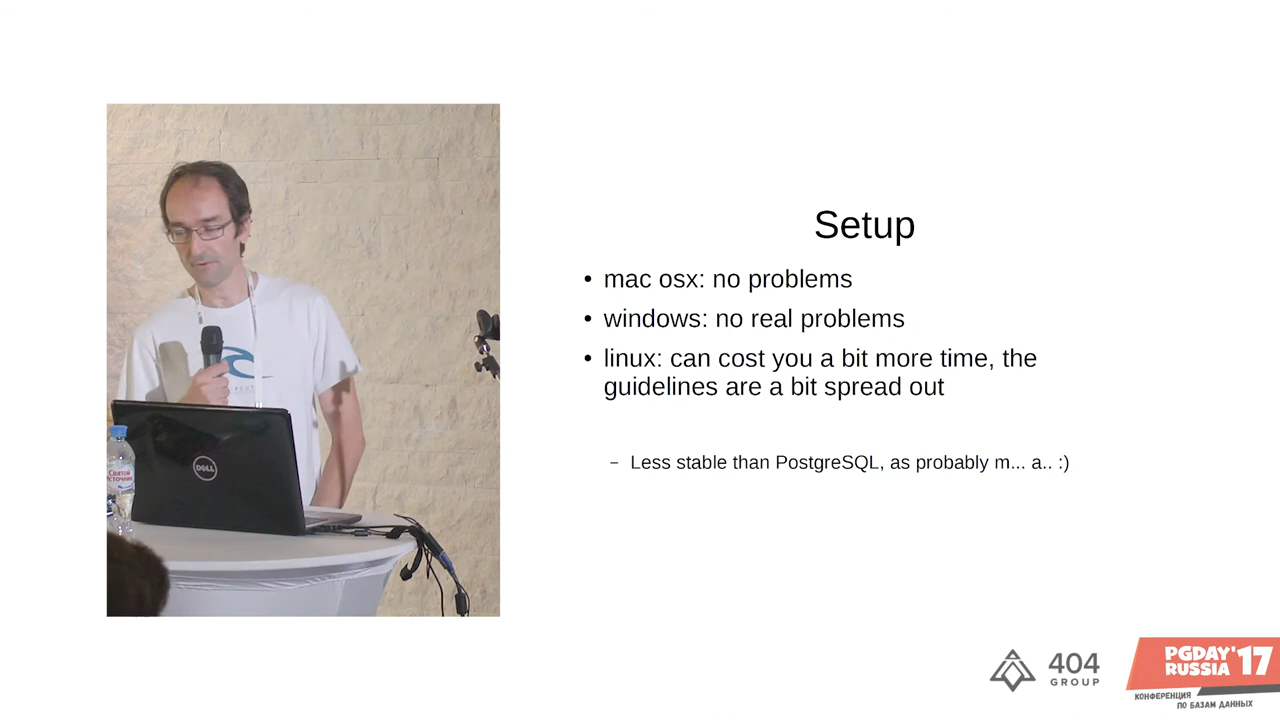 Setup
• mac osx: no problems
• windows: no real problems
• linux: can cost you a bit more time, the
guidelines are a bit spread out
– Less stable than PostgreSQL, as probably m... a.. :)
DELL
Святой
Источник
404
GROUP
PGDAY'17
RUSSIA
КОНФЕРЕНЦИЯ
ПО БАЗАМ ДАННЫХ